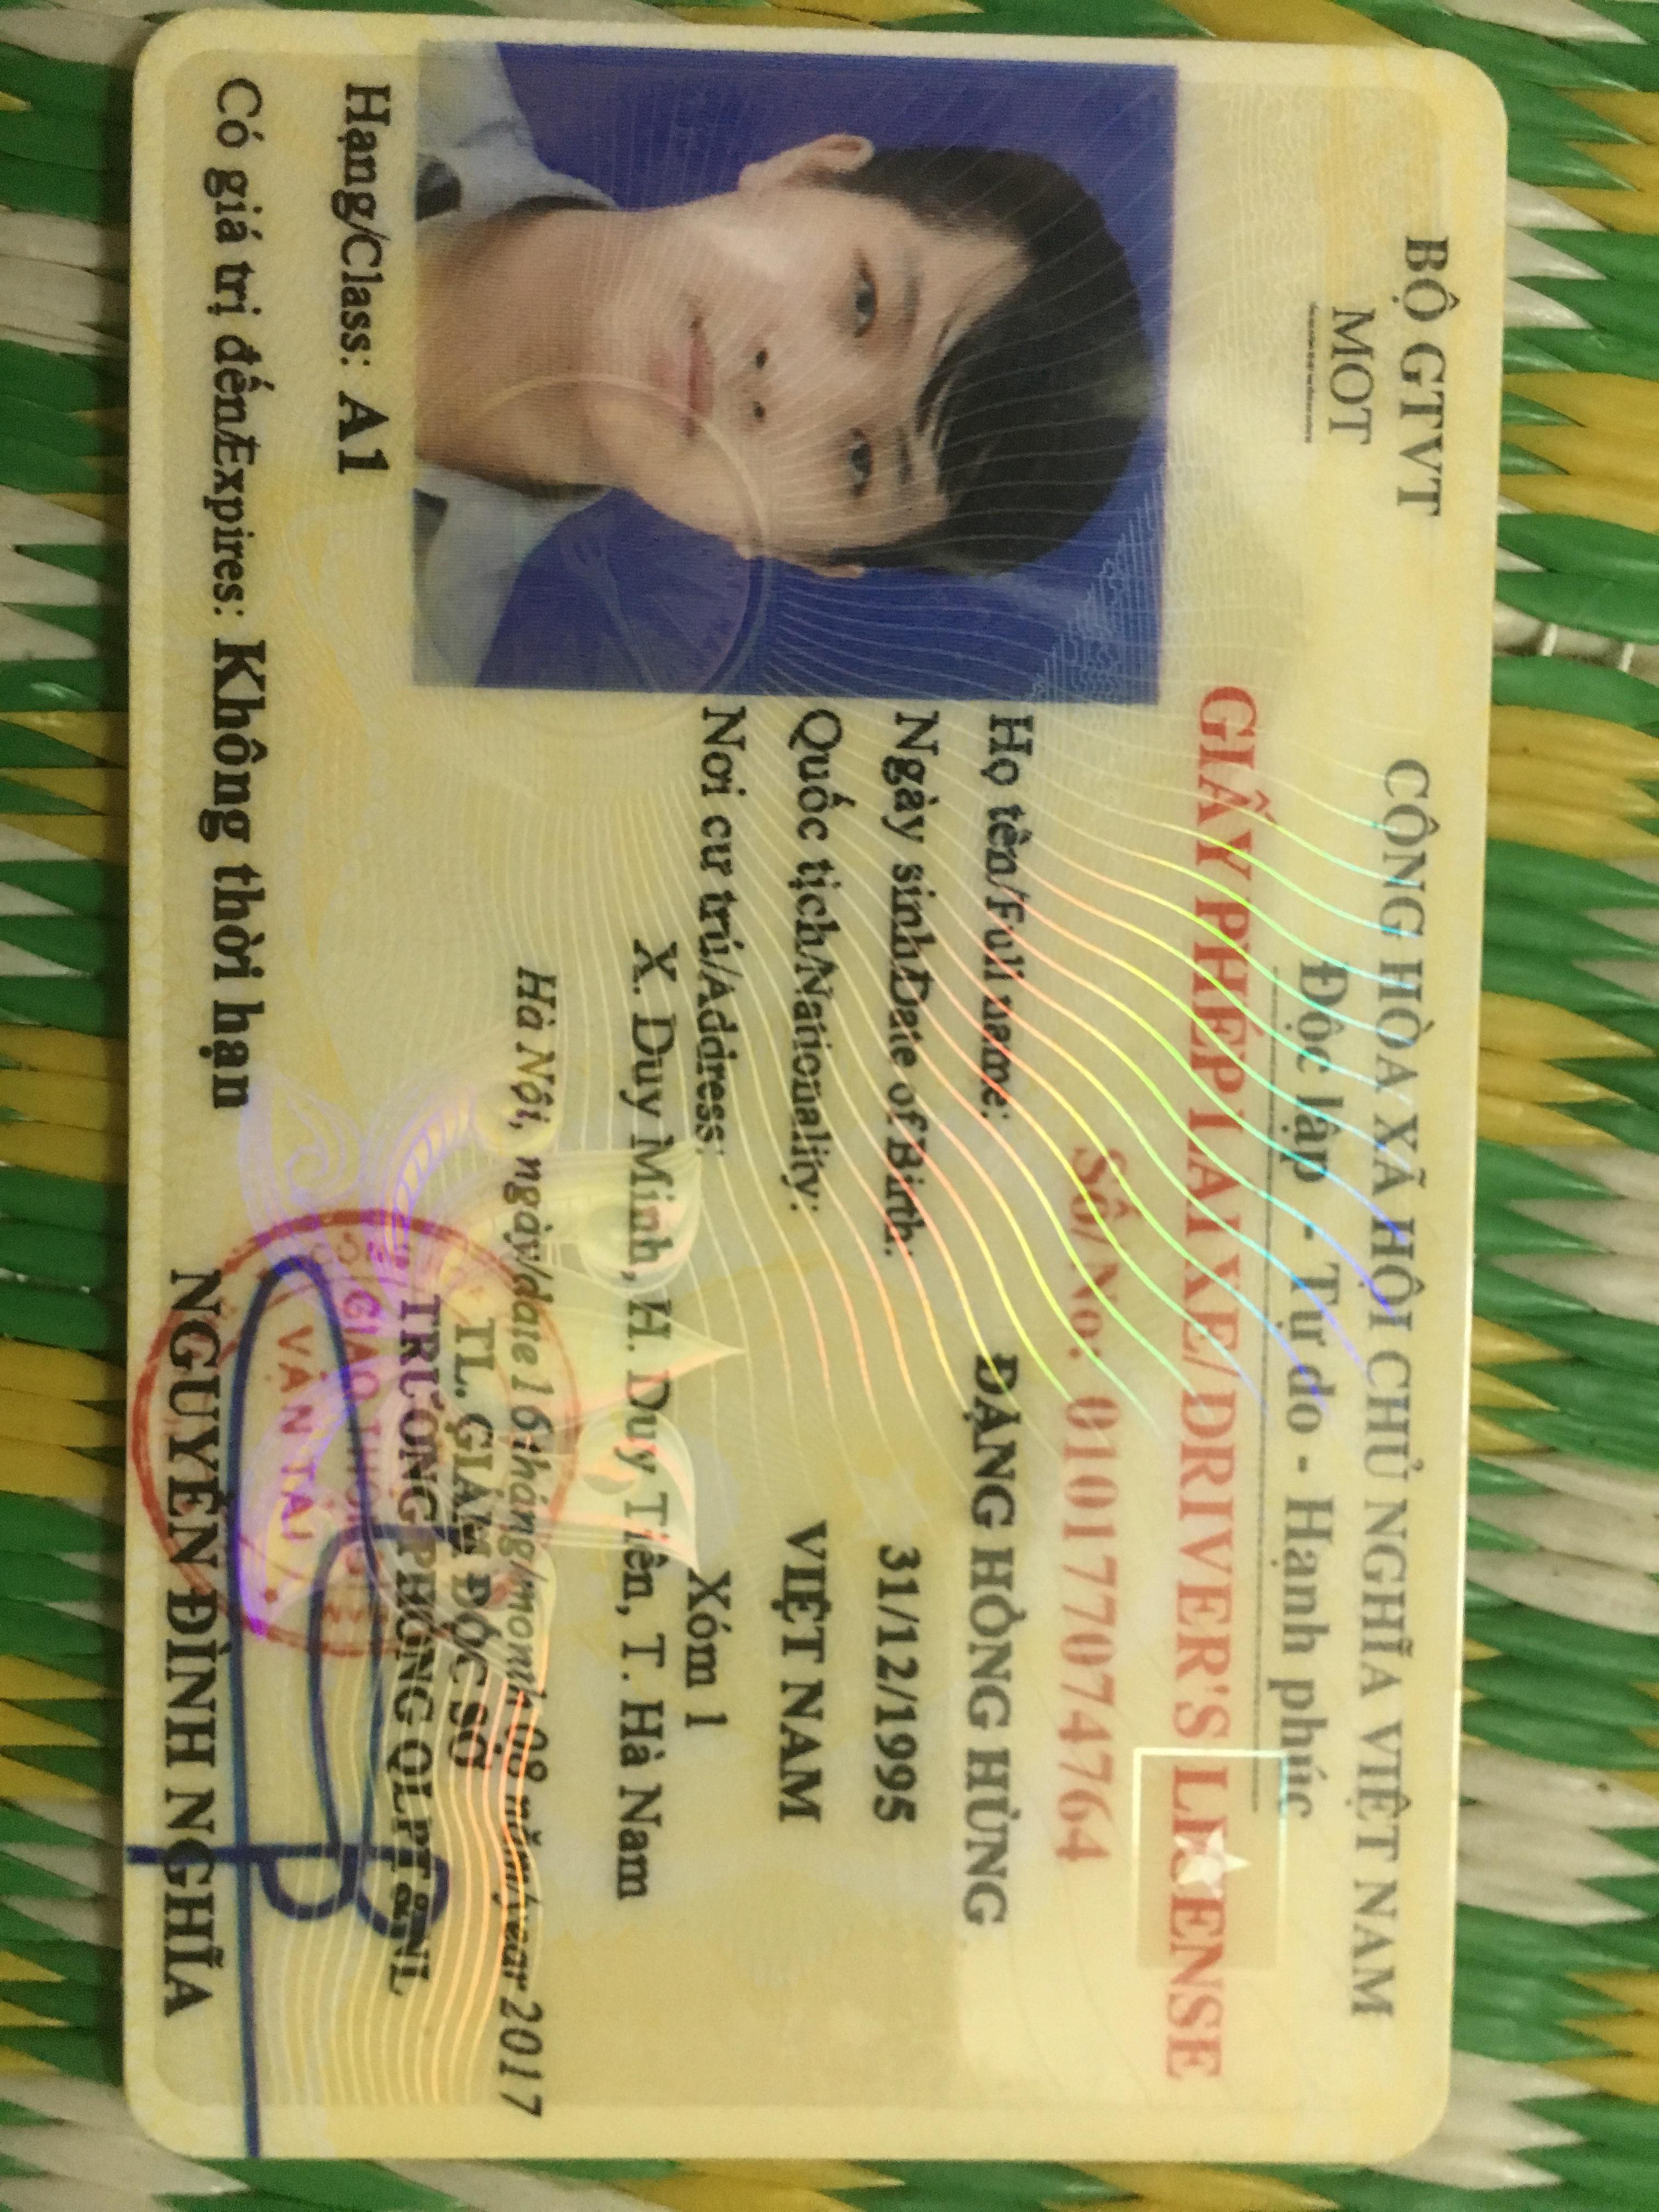 BỘ GTVT
MOT
CỘNG HÒA XÃ HỘI CHỦ NGHĨA VIỆT NAM
Độc lập - Tự do - Hạnh phúc
GIẤY PHÉP LÁI XE/DRIVER'S LICENSE
Số/No: 010177074764
Họ tên/Full name: ĐẶNG HỒNG HƯNG
Ngày sinh/Date of Birth: 31/12/1995
Quốc tịch/Nationality: VIỆT NAM
Nơi cư trú/Address: Xóm 1
X. Duy Minh, H. Duy Tiên, T. Hà Nam
Hà Nội, ngày/date 16 tháng/month 08 năm/year 2017
TL. GIÁM ĐỐC SỞ
TRƯỞNG PHÒNG QLPT&NL
Hạng/Class: A1
GIAO THÔNG
VẬN TẢI
Có giá trị đến/Expires: Không thời hạn
NGUYỄN ĐÌNH NGHĨA